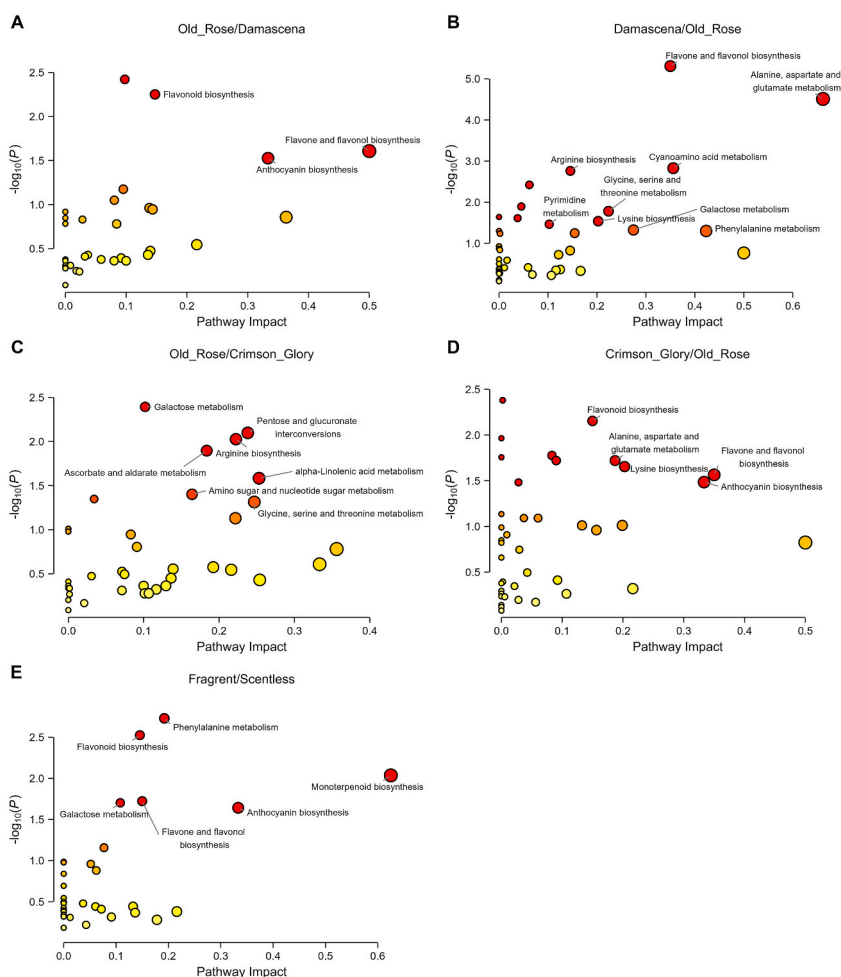 A
Old_Rose/Damascena
2.5
2.0
1.5
1.0
0.5
-log10(P)
Flavonoid biosynthesis
Flavone and flavonol biosynthesis
Anthocyanin biosynthesis
0.0
0.1
0.2
0.3
0.4
0.5
Pathway Impact
B
Damascena/Old_Rose
5.0
4.0
3.0
2.0
1.0
-log10(P)
Flavone and flavonol biosynthesis
Alanine, aspartate and
glutamate metabolism
Arginine biosynthesis
Cyanoamino acid metabolism
Glycine, serine and
threonine metabolism
Pyrimidine
metabolism
Lysine biosynthesis
Galactose metabolism
Phenylalanine metabolism
0.0
0.1
0.2
0.3
0.4
0.5
0.6
Pathway Impact
C
Old_Rose/Crimson_Glory
2.5
2.0
1.5
1.0
0.5
-log10(P)
Galactose metabolism
Pentose and glucuronate
interconversions
Arginine biosynthesis
Ascorbate and aldarate metabolism
alpha-Linolenic acid metabolism
Amino sugar and nucleotide sugar metabolism
Glycine, serine and threonine metabolism
0.0
0.1
0.2
0.3
0.4
Pathway Impact
D
Crimson_Glory/Old_Rose
2.5
2.0
1.5
1.0
0.5
-log10(P)
Flavonoid biosynthesis
Alanine, aspartate and
glutamate metabolism
Lysine biosynthesis
Flavone and flavonol
biosynthesis
Anthocyanin biosynthesis
0.0
0.1
0.2
0.3
0.4
0.5
Pathway Impact
E
Fragrent/Scentless
2.5
2.0
1.5
1.0
0.5
-log10(P)
Phenylalanine metabolism
Flavonoid biosynthesis
Monoterpenoid biosynthesis
Galactose metabolism
Anthocyanin biosynthesis
Flavone and flavonol
biosynthesis
0.0
0.1
0.2
0.3
0.4
0.5
0.6
Pathway Impact